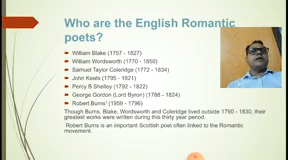 Who are the English Romantic
poets?
William Blake (1757 - 1827)
William Wordsworth (1770 - 1850)
Samuel Taylor Coleridge (1772 - 1834)
John Keats (1795 - 1821)
Percy B Shelley (1792 - 1822)
George Gordon (Lord Byron) (1788 - 1824)
Robert Burns' (1959 - 1796)
Though Burns, Blake, Wordsworth and Coleridge lived outside 1790 - 1830, their
greatest works were written during this thirty year period.
Robert Burns is an important Scottish poet often linked to the Romantic
movement.